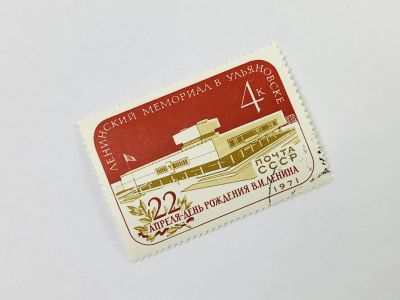 ЛЕНИНСКИЙ МЕМОРИАЛ В УЛЬЯНОВСКЕ
4к
ПОЧТА
СССР
1971
22
АПРЕЛЯ-ДЕНЬ РОЖДЕНИЯ В.И.ЛЕНИНА